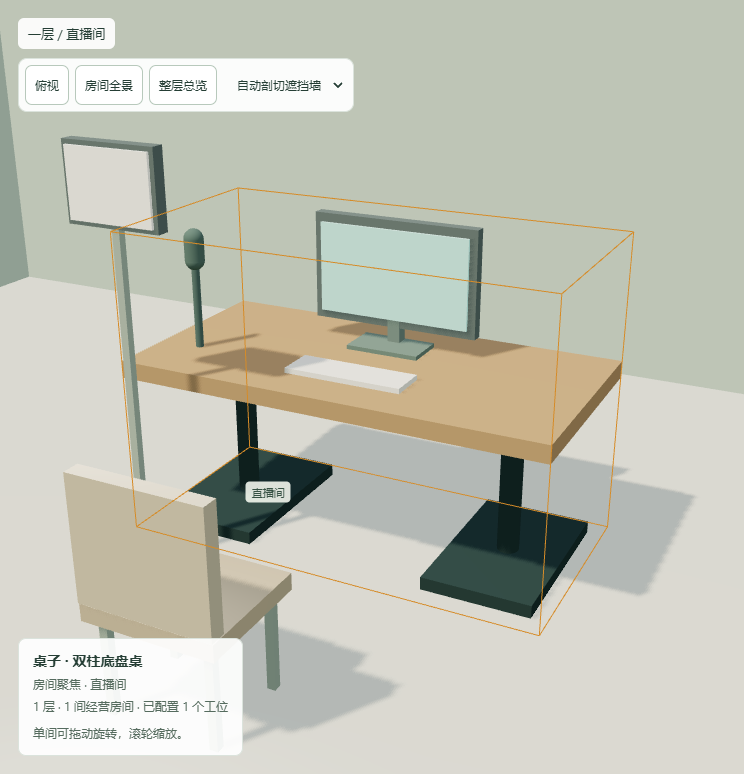 一层 / 直播间
俯视 房间全景 整层总览 自动剖切遮挡墙
直播间
桌子 · 双柱底盘桌
房间聚焦 · 直播间
1 层 · 1 间经营房间 · 已配置 1 个工位
单间可拖动旋转，滚轮缩放。